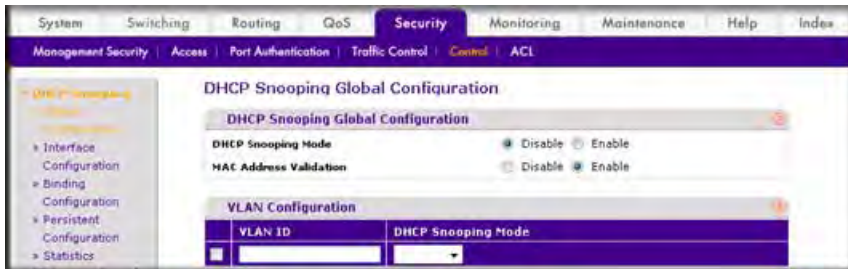 System Switching Routing QoS Security Monitoring Maintenance Help Index
Management Security Access Port Authentication Traffic Control Control ACL
DHCP Snooping Global Configuration
DHCP Snooping Global Configuration
DHCP Snooping Mode Disable Enable
MAC Address Validation Disable Enable
VLAN Configuration
VLAN ID DHCP Snooping Mode
DHCP Snooping
» Interface
Configuration
» Binding
Configuration
» Persistent
Configuration
» Statistics